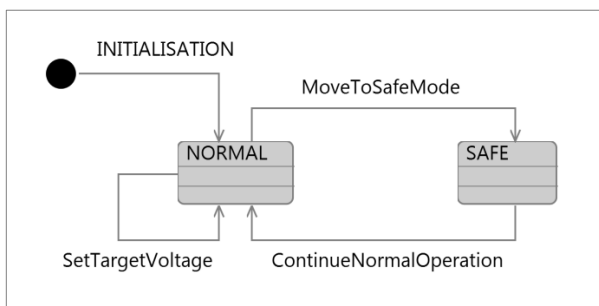 INITIALISATION
MoveToSafeMode
NORMAL
SAFE
SetTargetVoltage
ContinueNormalOperation